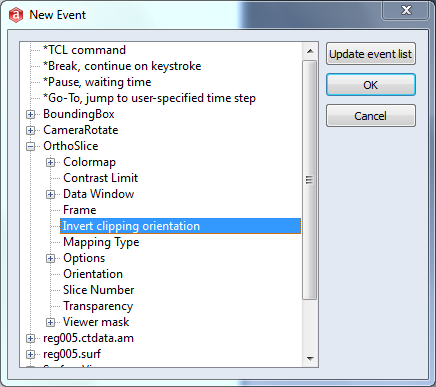 New Event
*TCL command
*Break, continue on keystroke
*Pause, waiting time
*Go-To, jump to user-specified time step
BoundingBox
CameraRotate
OrthoSlice
Colormap
Contrast Limit
Data Window
Frame
Invert clipping orientation
Mapping Type
Options
Orientation
Slice Number
Transparency
Viewer mask
reg005.ctdata.am
reg005.surf
Update event list
OK
Cancel